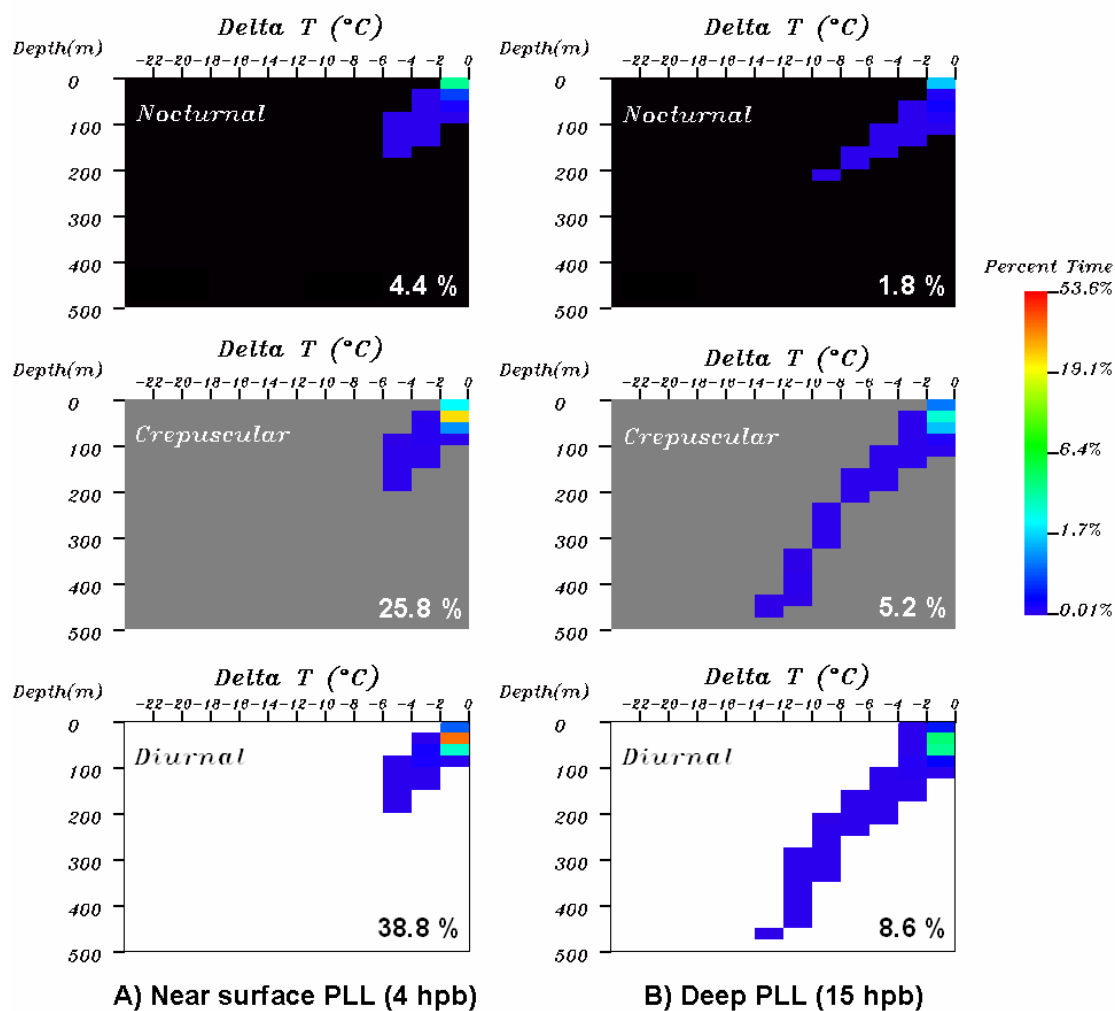 Delta T (°C)
Depth(m)
-22-20-18-16-14-12-10-8 -6 -4 -2 0
0
100
200
300
400
500
Nocturnal
4.4 %
Delta T (°C)
Depth(m)
-22-20-18-16-14-12-10-8 -6 -4 -2 0
0
100
200
300
400
500
Nocturnal
1.8 %
Delta T (°C)
Depth(m)
-22-20-18-16-14-12-10-8 -6 -4 -2 0
0
100
200
300
400
500
Crepuscular
25.8 %
Delta T (°C)
Depth(m)
-22-20-18-16-14-12-10-8 -6 -4 -2 0
0
100
200
300
400
500
Crepuscular
5.2 %
Percent Time
53.6%
19.1%
6.4%
1.7%
0.01%
Delta T (°C)
Depth(m)
-22-20-18-16-14-12-10-8 -6 -4 -2 0
0
100
200
300
400
500
Diurnal
38.8 %
Delta T (°C)
Depth(m)
-22-20-18-16-14-12-10-8 -6 -4 -2 0
0
100
200
300
400
500
Diurnal
8.6 %
A) Near surface PLL (4 hpb)
B) Deep PLL (15 hpb)